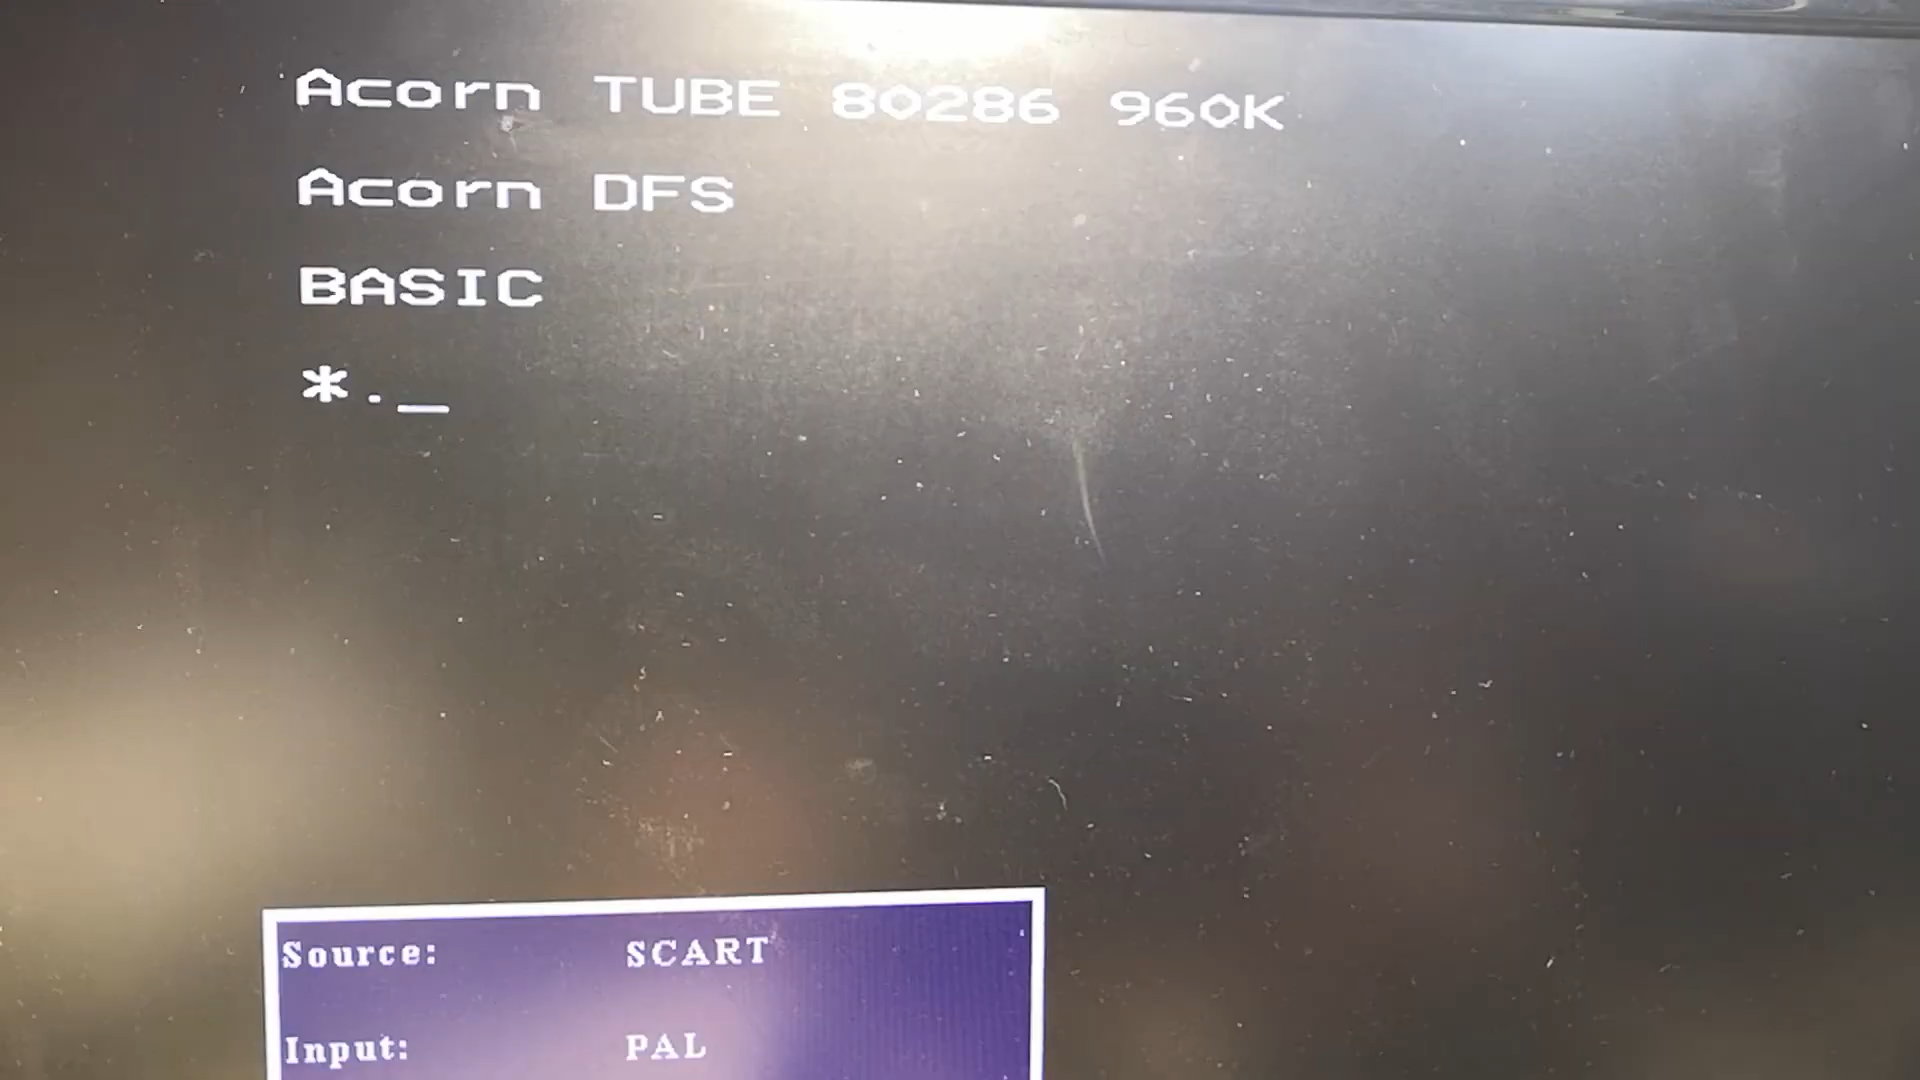 Acorn TUBE 80286 960K
Acorn DFS
BASIC
*._
Source: SCART
Input: PAL